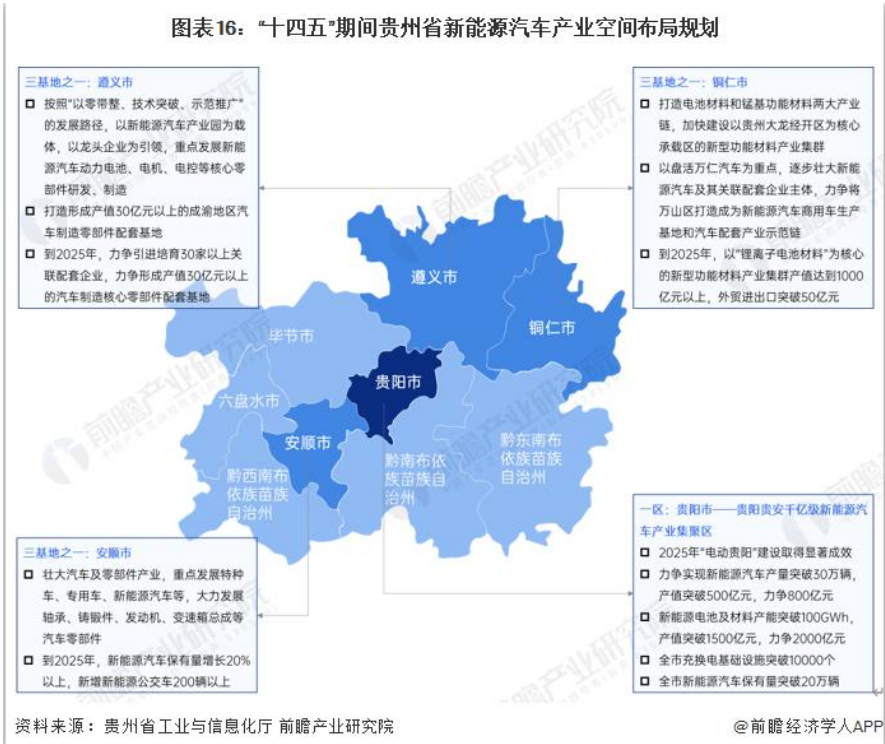 图表16：“十四五”期间贵州省新能源汽车产业空间布局规划
三基地之一：遵义市
按照“以零带整、技术突破、示范推广”
的发展路径，以新能源汽车产业园为载
体，以龙头企业为引领，重点发展新能
源汽车动力电池、电机、电控等核心零
部件研发、制造
打造形成产值30亿元以上的成渝地区汽
车制造零部件配套基地
到2025年，力争引进培育30家以上关
联配套企业，力争形成产值30亿元以上
的汽车制造核心零部件配套基地
三基地之一：铜仁市
打造电池材料和锰基功能材料两大产业
链，加快建设以贵州大龙经开区为核心
承载区的新型功能材料产业集群
以盘活万仁汽车为重点，逐步壮大新能
源汽车及其关联配套企业主体，力争将
万山区打造成为新能源汽车商用车生产
基地和汽车配套产业示范链
到2025年，以“锂离子电池材料”为核心
的新型功能材料产业集群产值达到1000
亿元以上，外贸进出口突破50亿元
遵义市
铜仁市
毕节市
贵阳市
六盘水市
安顺市
黔西南布
依族苗族
自治州
黔南布依
族苗族自
治州
黔东南布
依族苗族
自治州
三基地之一：安顺市
壮大汽车及零部件产业，重点发展特种
车、专用车、新能源汽车等，大力发展
轴承、铸锻件、发动机、变速箱总成等
汽车零部件
到2025年，新能源汽车保有量增长20%
以上，新增新能源公交车200辆以上
一区：贵阳市——贵阳贵安千亿级新能源汽
车产业集聚区
2025年“电动贵阳”建设取得显著成效
力争实现新能源汽车产量突破30万辆，
产值突破500亿元，力争800亿元
新能源电池及材料产能突破100GWh，
产值突破1500亿元，力争2000亿元
全市充换电基础设施突破10000个
全市新能源汽车保有量突破20万辆
资料来源：贵州省工业与信息化厅 前瞻产业研究院
@前瞻经济学人APP
前瞻产业研究院